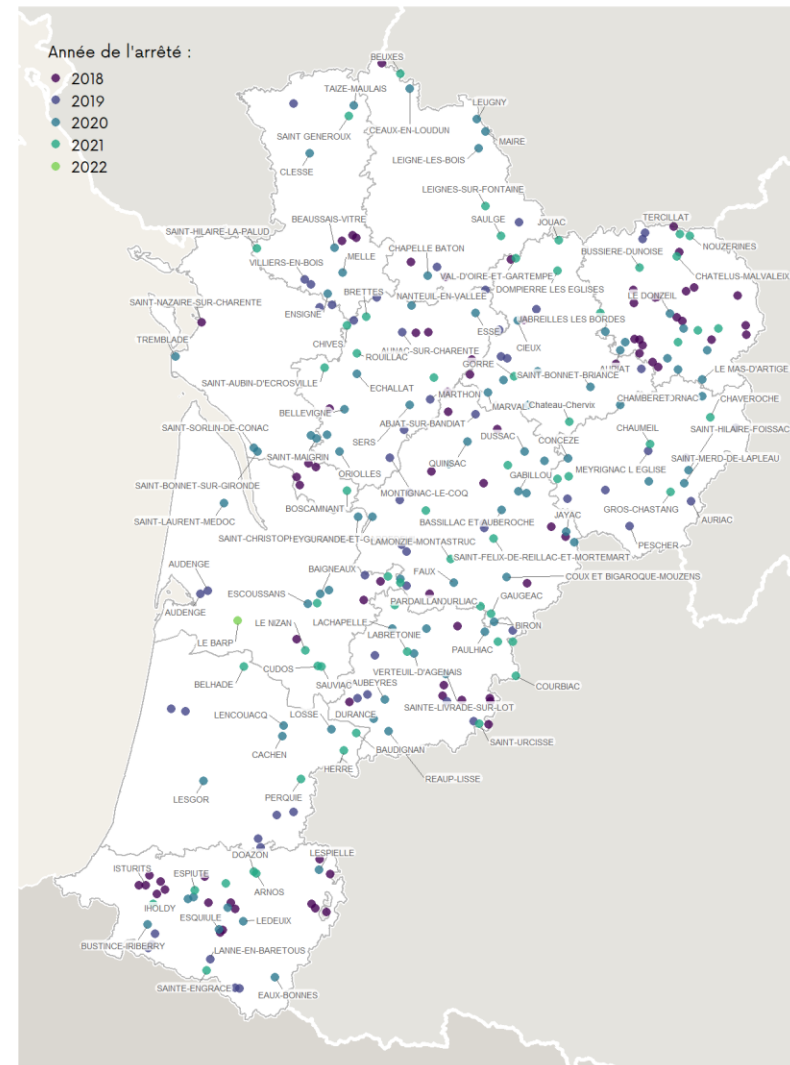 Année de l'arrêté :
2018
2019
2020
2021
2022
BEUXES
TAIZE-MAULAIS
LEUGNY
SAINT GENEROUX
CEAUX-EN-LOUDUN
MAIRE
CLESSE
LEIGNE-LES-BOIS
LEIGNES-SUR-FONTAINE
TERCILLAT
BEAUSSAIS-VITRE
SAULGE
JOUAC
SAINT-HILAIRE-LA-PALUD
NOUZERINES
CHAPELLE BATON
BUSSIERE-DUNOISE
MELLE
VILLIERS-EN-BOIS
VAL-D'OIRE-ET-GARTEMPE
CHATELUS-MALVALEIX
DOMPIERRE LES EGLISES
BRETTES
NANTEUIL-EN-VALLEE
LE DONZEIL
SAINT-NAZAIRE-SUR-CHARENTE
ENSIGNE
ESSE
JABREILLES LES BORDES
TREMBLADE
CHIVES
AUNAC-SUR-CHARENTE
CIEUX
ROUILLAC
GORRE
AURIAT
LE MAS-D'ARTIGE
SAINT-BONNET-BRIANCE
SAINT-AUBIN-D'ECROSVILLE
ECHALLAT
MARTHON
CHAMBERET
CHAVEROCHE
BELLEVIGNE
MARVAL
Chateau-Chervix
ABJAT-SUR-BANDIAT
SAINT-SORLIN-DE-CONAC
CHAUMEIL
SAINT-HILAIRE-FOISSAC
SERS
DUSSAC
CONCEZE
SAINT-MAIGRIN
SAINT-MERD-DE-LAPLEAU
QUINSAC
MEYRIGNAC L EGLISE
ORIOLLES
GABILLOU
SAINT-BONNET-SUR-GIRONDE
MONTIGNAC-LE-COQ
BOSCAMNANT
GROS-CHASTANG
AURIAC
SAINT-LAURENT-MEDOC
BASSILLAC ET AUBEROCHE
JAYAC
PESCHER
LAMONZIE-MONTASTRUC
SAINT-FELIX-DE-REILLAC-ET-MORTEMART
AUDENGE
BAIGNEAUX
FAUX
COUX ET BIGAROQUE-MOUZENS
ESCOUSSANS
GAUGEAC
AUDENGE
LACHAPELLE
BIRON
LE NIZAN
LABRETONIE
PAULHIAC
LE BARP
VERTEUIL-D'AGENAIS
BELHADE
CUDOS
SAUVIAC
AUBEYRES
COURBIAC
SAINTE-LIVRADE-SUR-LOT
LENCOUACQ
LOSSE
DURANCE
SAINT-URCISSE
CACHEN
BAUDIGNAN
HERRE
REAUP-LISSE
LESGOR
PERQUIE
DOAZON
LESPIELLE
ISTURITS
ESPIUTE
ARNOS
IHOLDY
ESQUIULE
LEDEUIX
BUSTINCE-IRIBERRY
LANNE-EN-BARETOUS
SAINTE-ENGRACE
EAUX-BONNES